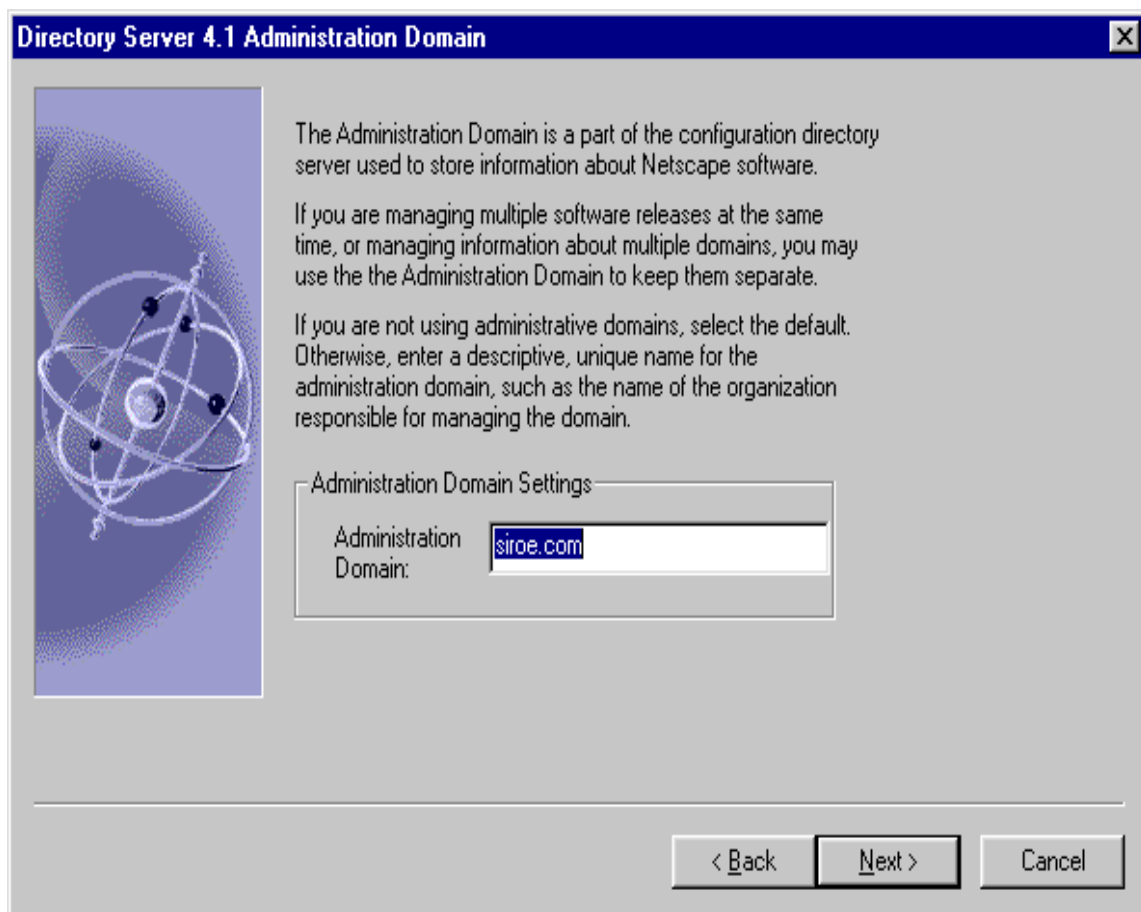 Directory Server 4.1 Administration Domain
The Administration Domain is a part of the configuration directory
server used to store information about Netscape software.
If you are managing multiple software releases at the same
time, or managing information about multiple domains, you may
use the the Administration Domain to keep them separate.
If you are not using administrative domains, select the default.
Otherwise, enter a descriptive, unique name for the
administration domain, such as the name of the organization
responsible for managing the domain.
Administration Domain Settings
Administration
Domain:
siroe.com
< Back
Next >
Cancel